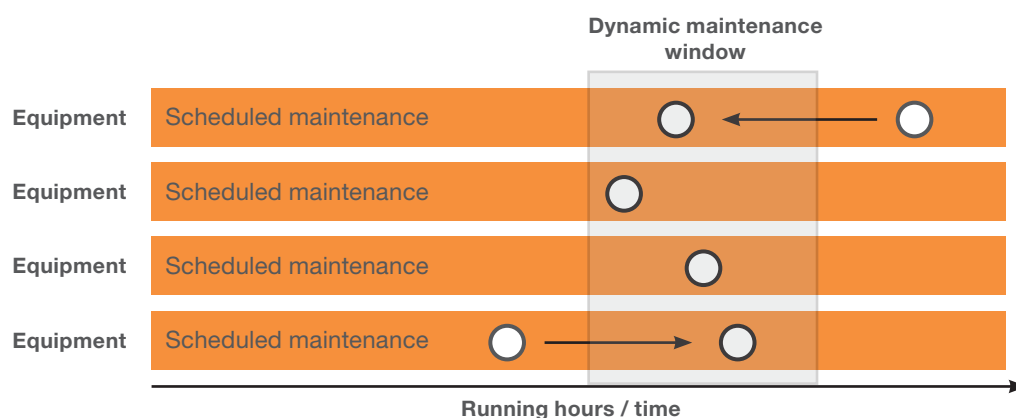 Dynamic maintenance
window
Equipment Scheduled maintenance
Equipment Scheduled maintenance
Equipment Scheduled maintenance
Equipment Scheduled maintenance
Running hours / time